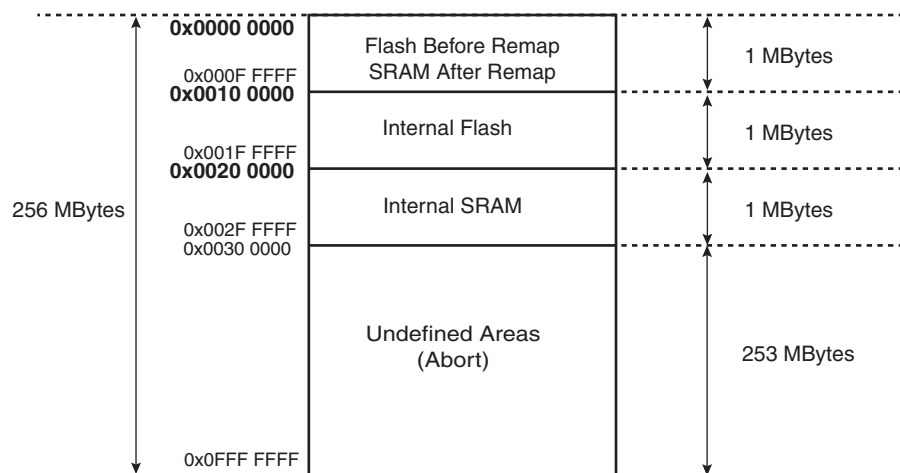 0x0000 0000
Flash Before Remap
SRAM After Remap
1 MBytes
0x000F FFFF
0x0010 0000
Internal Flash
1 MBytes
0x001F FFFF
0x0020 0000
256 MBytes
Internal SRAM
1 MBytes
0x002F FFFF
0x0030 0000
Undefined Areas
(Abort)
253 MBytes
0x0FFF FFFF